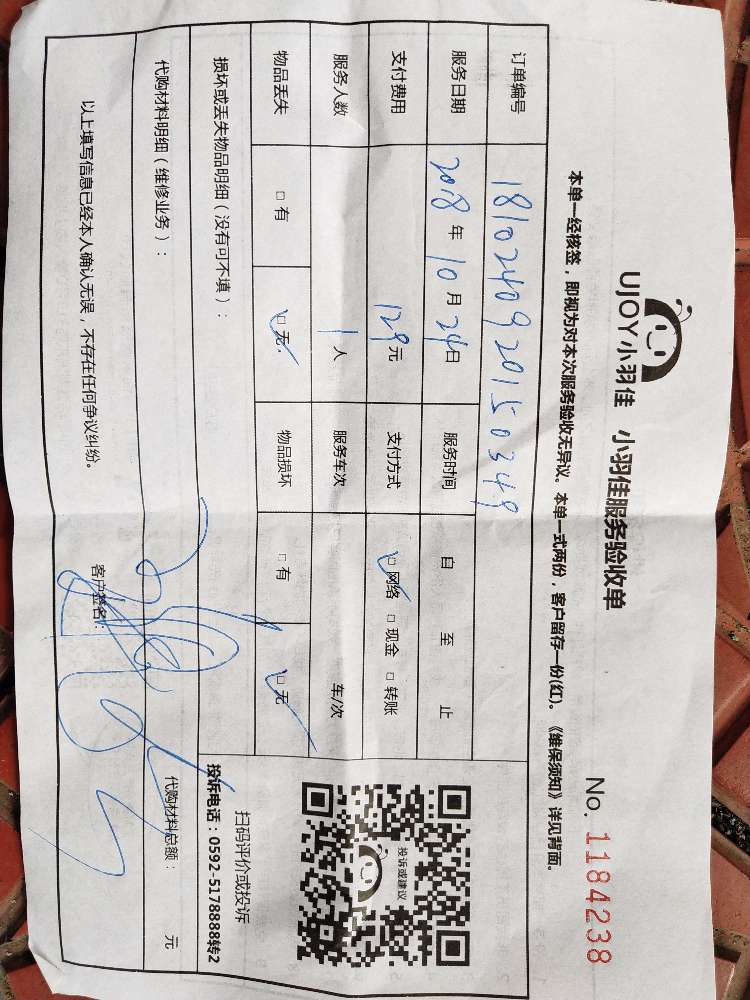 UJOY小羽佳 小羽佳服务验收单
No. 1184238
本单一经核签，即视为对本次服务验收无异议。本单一式两份，客户留存一份(红)。《维保须知》详见背面。
订单编号 1810240920150349
服务日期 2018 年 10 月 24 日 服务时间 自 至 止
支付费用 129 元 支付方式 □ 网络 □ 现金 □ 转账
服务人数 1 人 服务车次 车/次
物品丢失 □ 有 □ 无 物品损坏 □ 有 □ 无
投诉或建议
扫码评价或投诉
投诉电话：0592-5178888转2
损坏或丢失物品明细（没有可不填）：
代购材料明细（维修业务）： 代购材料总额： 元
以上填写信息已经本人确认无误，不存在任何争议纠纷。 客户签名：